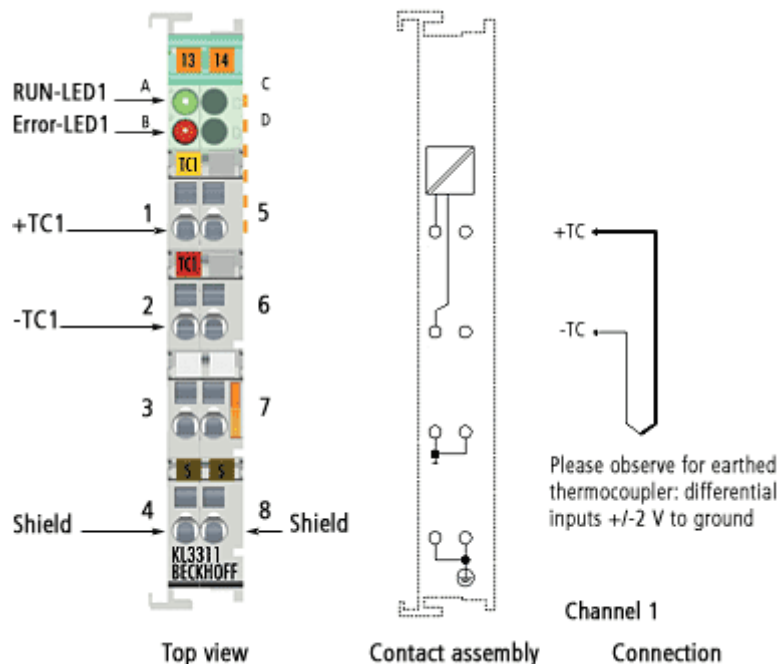 13 14
RUN-LED1 A C
Error-LED1 B D
TC1
+TC1 1 5
TC1
-TC1 2 6
3 7
S S
Shield 4 8 Shield
KL3311
BECKHOFF
+TC
-TC
Please observe for earthed
thermocoupler: differential
inputs +/-2 V to ground
Channel 1
Top view Contact assembly Connection